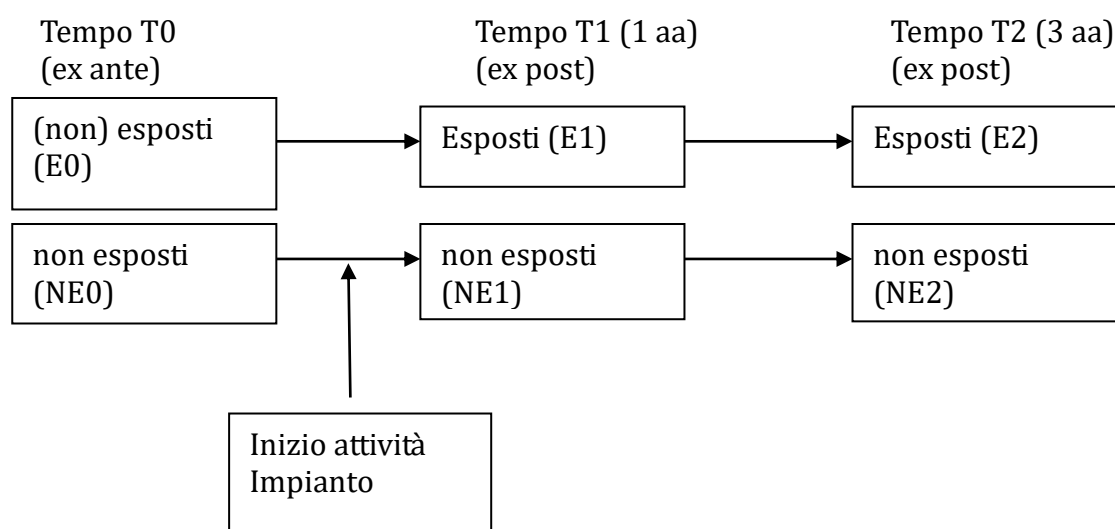 Tempo T0
(ex ante)
Tempo T1 (1 aa)
(ex post)
Tempo T2 (3 aa)
(ex post)
(non) esposti
(E0)
Esposti (E1)
Esposti (E2)
non esposti
(NE0)
non esposti
(NE1)
non esposti
(NE2)
Inizio attività
Impianto